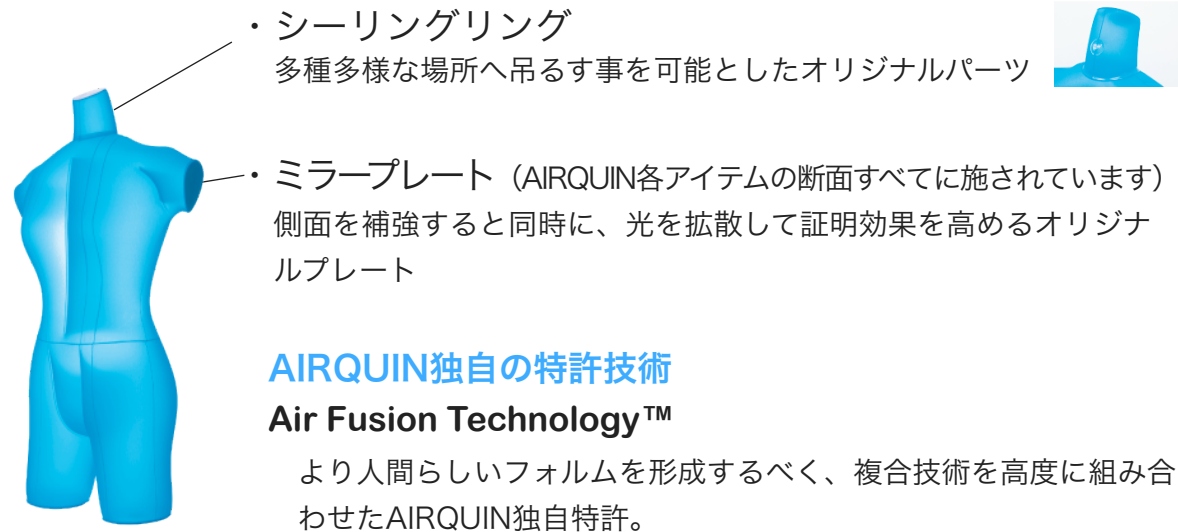 ・シーリングリング
多種多様な場所へ吊るす事を可能としたオリジナルパーツ
・ミラープレート（AIRQUIN各アイテムの断面すべてに施されています）
側面を補強すると同時に、光を拡散して証明効果を高めるオリジナ
ルプレート
AIRQUIN独自の特許技術
Air Fusion Technology™
より人間らしいフォルムを形成するべく、複合技術を高度に組み合
わせたAIRQUIN独自特許。